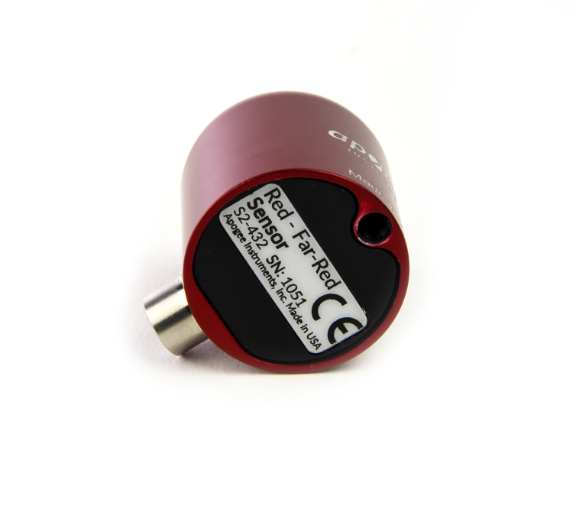 Red - Far-Red
Sensor
S2-432 SN: 1051
Apogee Instruments, Inc. Made in USA
CE